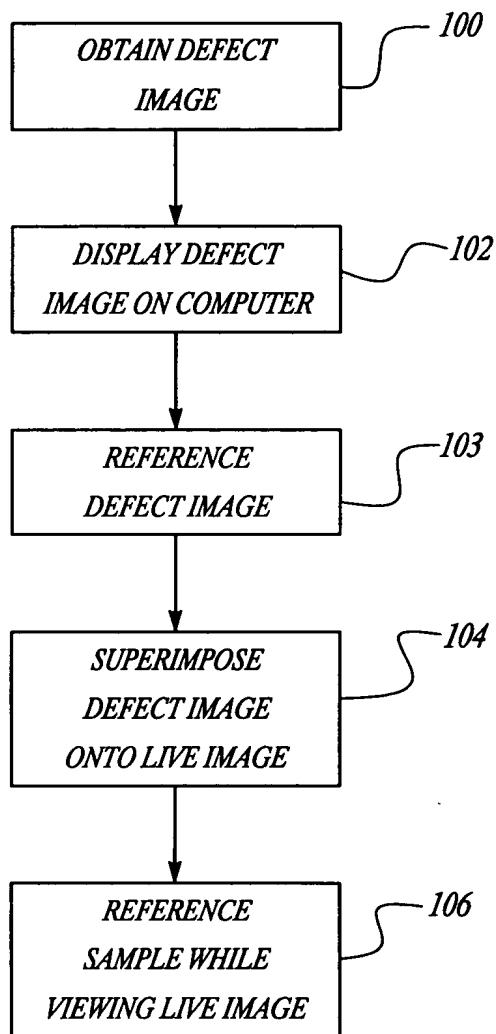 OBTAIN DEFECT
IMAGE
100
DISPLAY DEFECT
IMAGE ON COMPUTER
102
REFERENCE
DEFECT IMAGE
103
SUPERIMPOSE
DEFECT IMAGE
ONTO LIVE IMAGE
104
REFERENCE
SAMPLE WHILE
VIEWING LIVE IMAGE
106